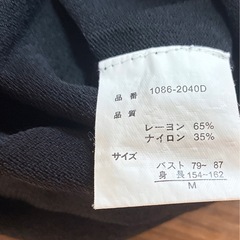 品番 1086-2040D
品質
レーヨン 65%
ナイロン 35%
サイズ
バスト 79~ 87
身長 154~162
M